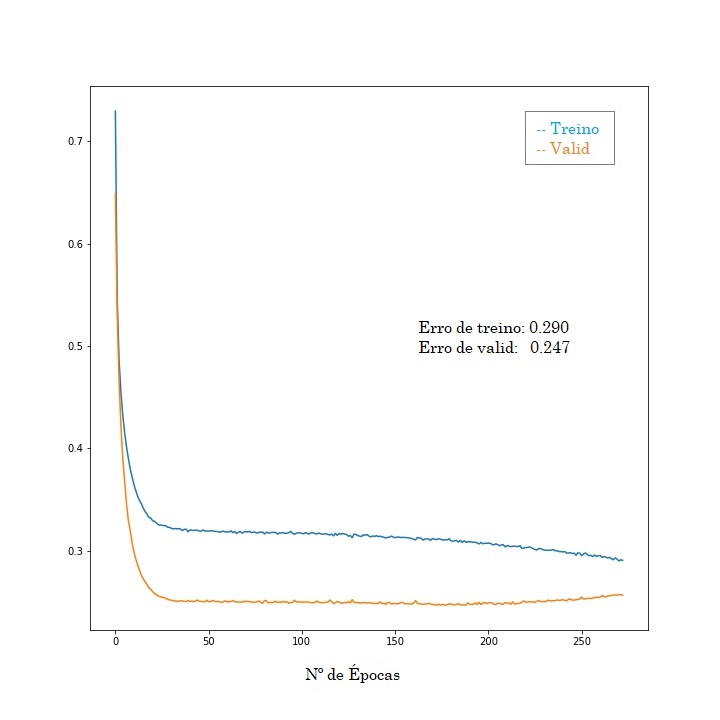 -- Treino
-- Valid
0.7
0.6
Erro de treino: 0.290
Erro de valid: 0.247
0.5
0.4
0.3
0 50 100 150 200 250
Nº de Épocas